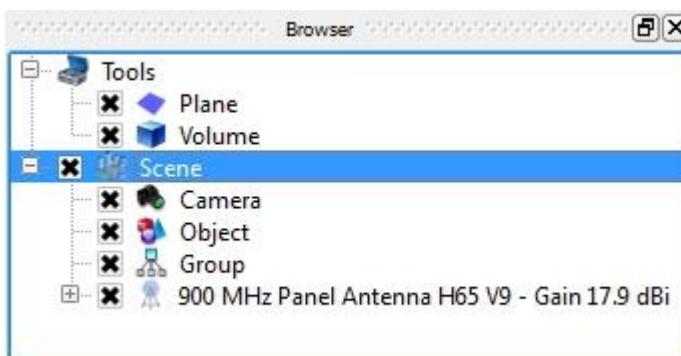 Browser
Tools
Plane
Volume
Scene
Camera
Object
Group
900 MHz Panel Antenna H65 V9 - Gain 17.9 dBi